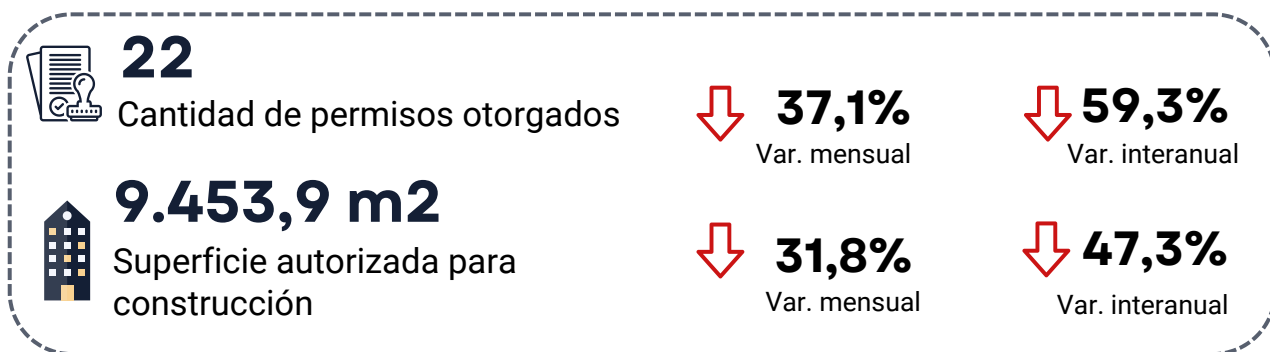 22
Cantidad de permisos otorgados
37,1%
Var. mensual
59,3%
Var. interanual
9.453,9 m2
Superficie autorizada para
construcción
31,8%
Var. mensual
47,3%
Var. interanual